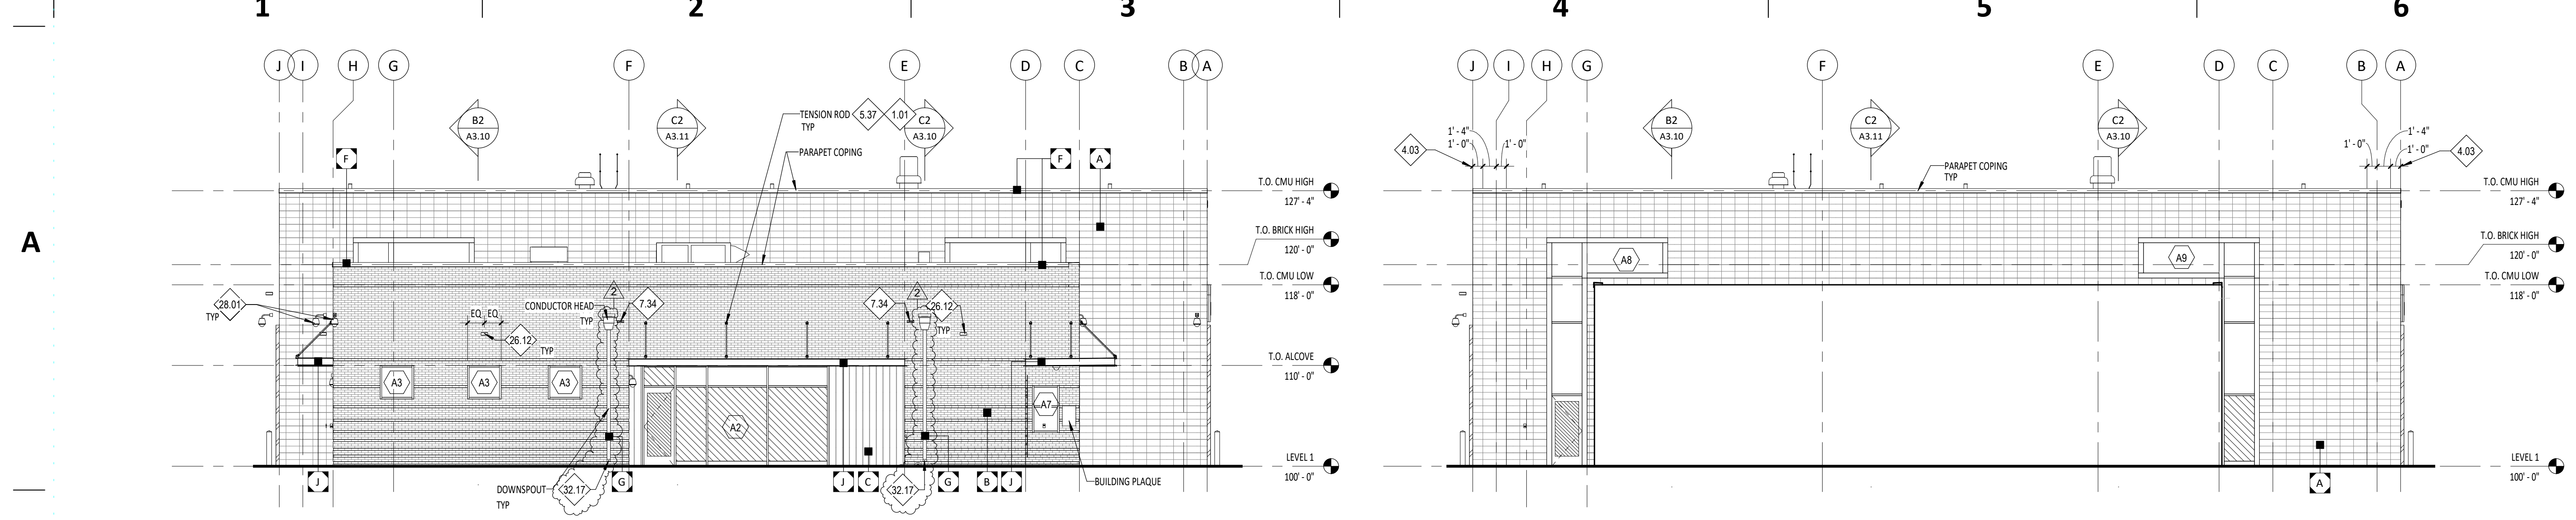 1
2
3
4
5
6
A
J
I
H
G
F
E
D
C
B
A
B2
A3.10
C2
A3.11
C2
A3.10
TENSION ROD
TYP
5.37
1.01
PARAPET COPING
F
F
A
T.O. CMU HIGH
127' - 4"
T.O. BRICK HIGH
120' - 0"
T.O. CMU LOW
118' - 0"
T.O. ALCOVE
110' - 0"
LEVEL 1
100' - 0"
28.01
TYP
EQ
EQ
26.12
TYP
CONDUCTOR HEAD
TYP
2
7.34
7.34
2
26.12
TYP
A3
A3
A3
A2
A7
J
DOWNSPOUT
TYP
32.17
G
J
C
32.17
G
B
J
BUILDING PLAQUE
J
I
H
G
F
E
D
C
B
A
B2
A3.10
C2
A3.11
C2
A3.10
4.03
1' - 4"
1' - 0"
1' - 0"
PARAPET COPING
TYP
1' - 0"
1' - 4"
1' - 0"
4.03
T.O. CMU HIGH
127' - 4"
T.O. BRICK HIGH
120' - 0"
T.O. CMU LOW
118' - 0"
A8
A9
LEVEL 1
100' - 0"
A